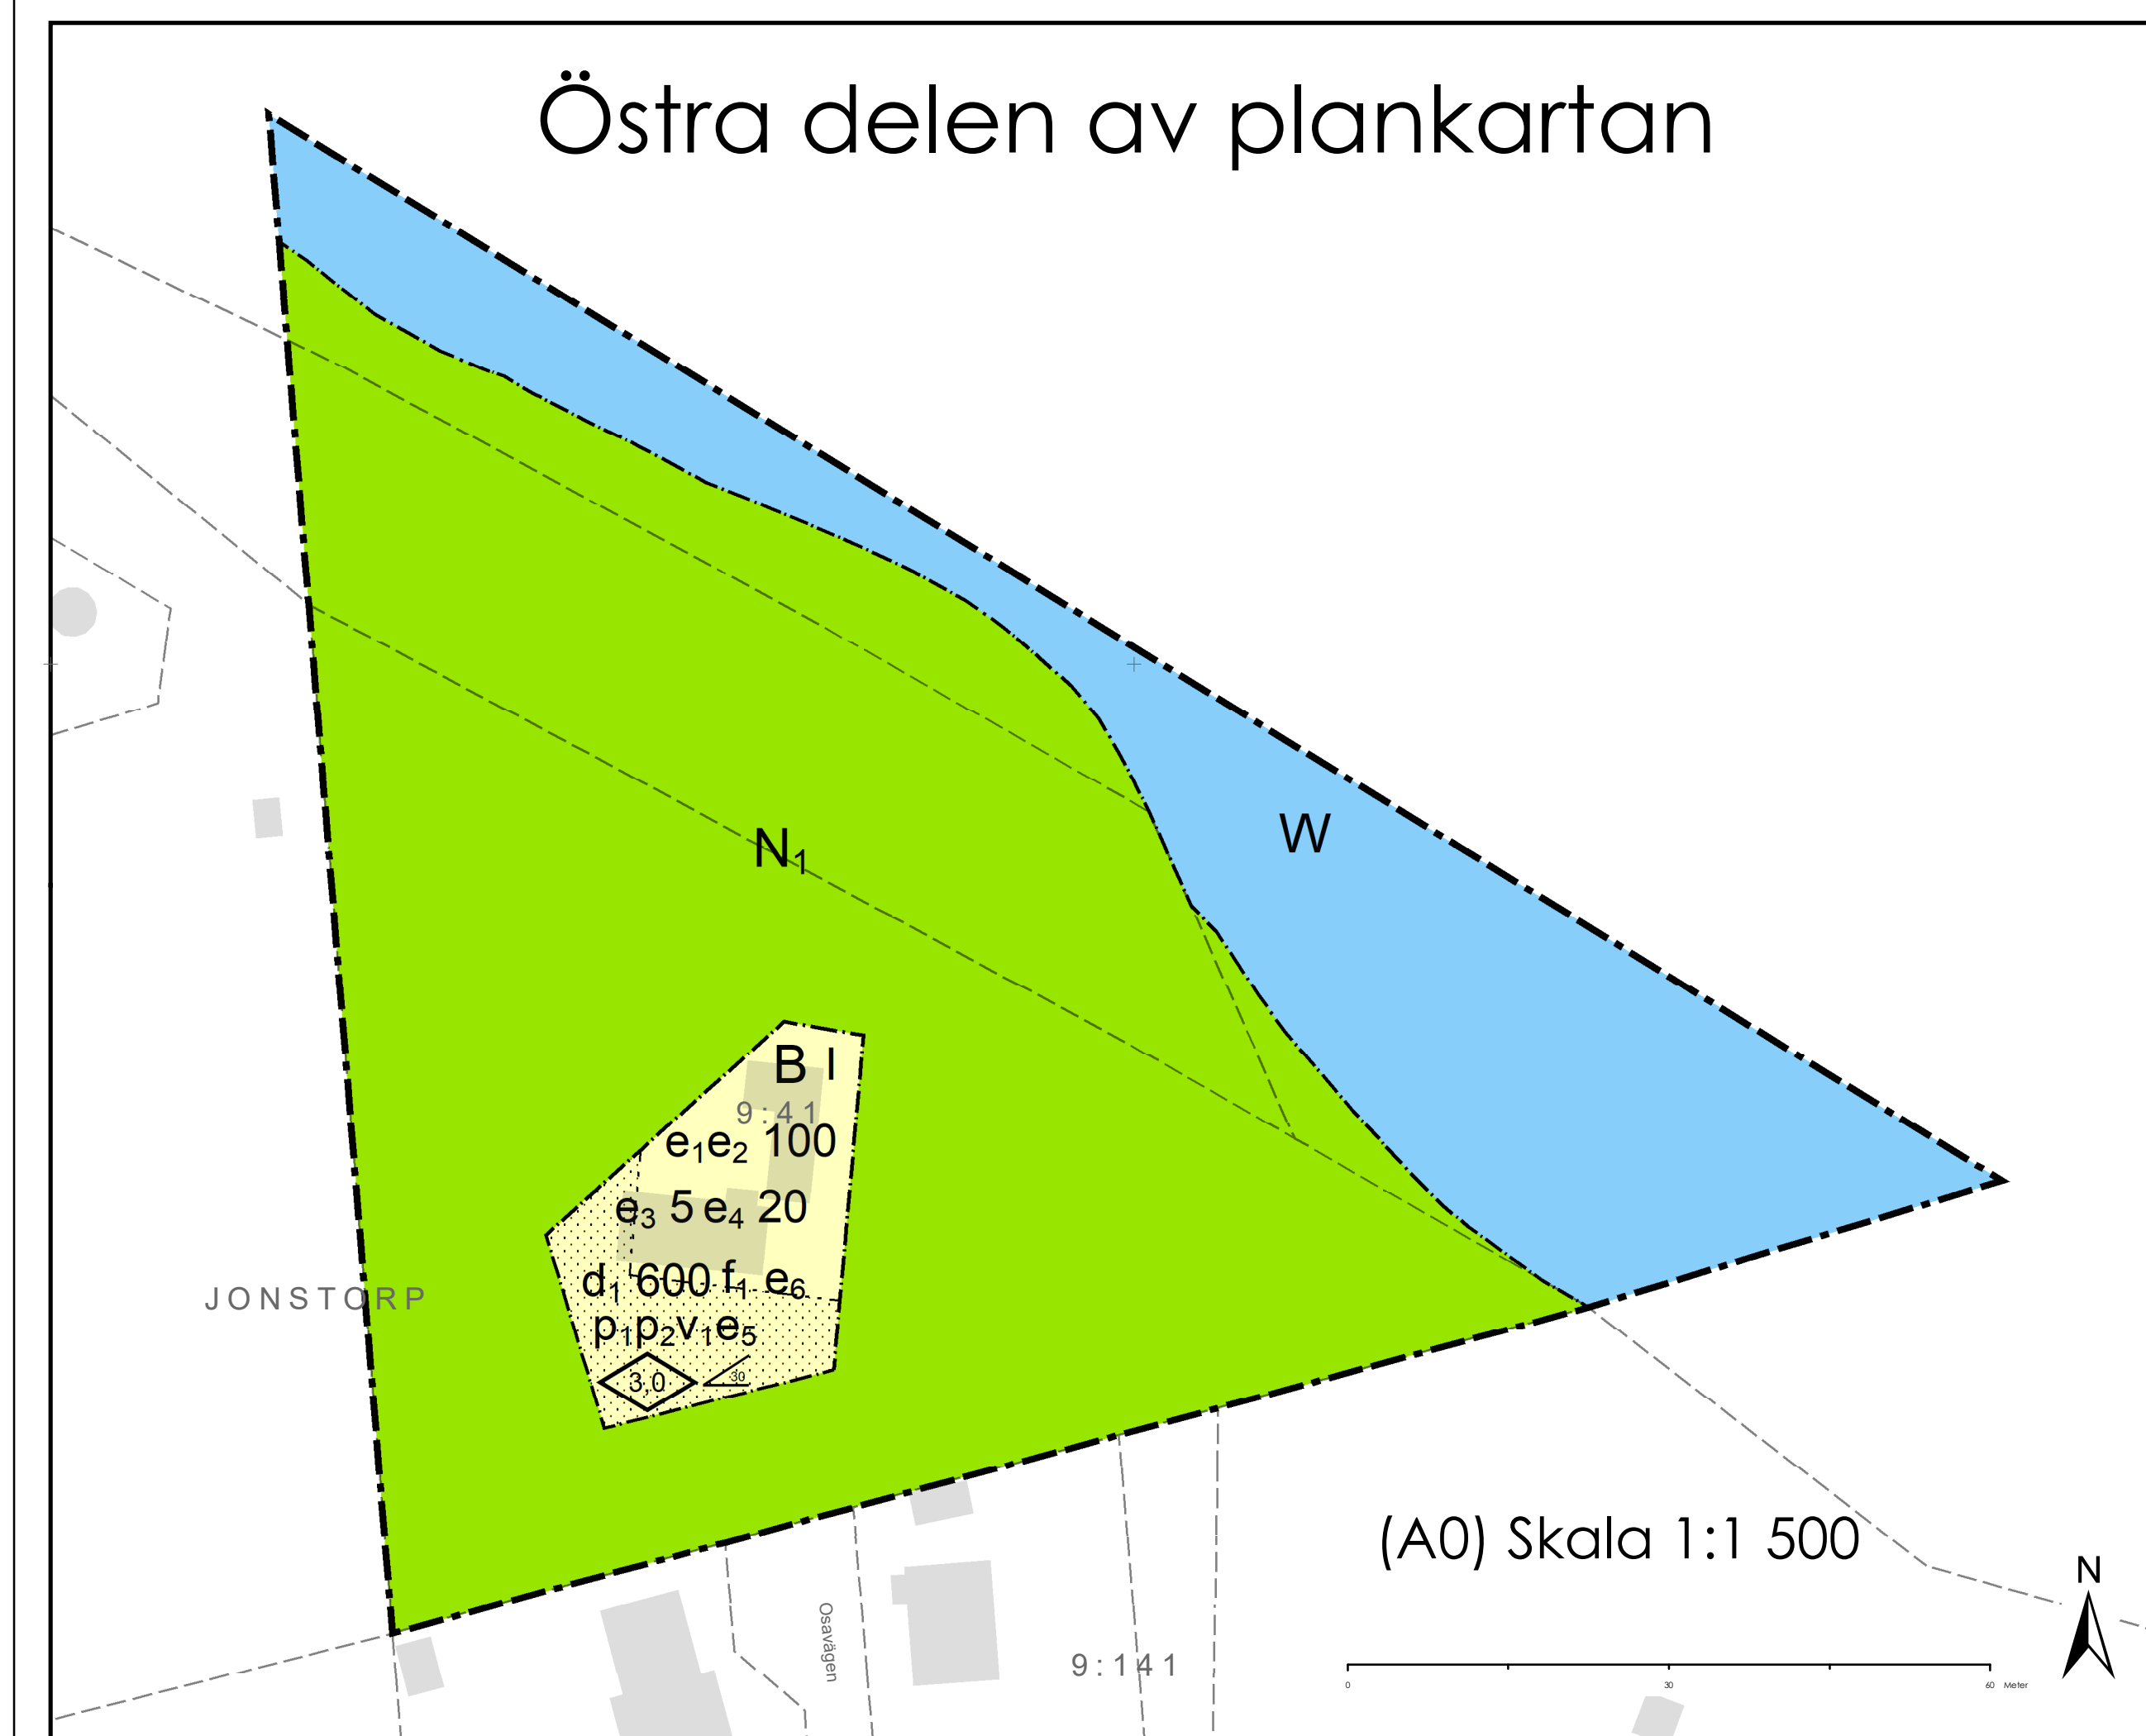 Östra delen av plankartan
N₁
W
B I
9:41
e₁e₂ 100
e₃ 5 e₄ 20
d₁ 600 f₁ e₆
p₁p₂v₁e₅
3,0 30
JONSTORP
(A0) Skala 1:1 500
N
Osavägen
9:141
0 30 60 Meter